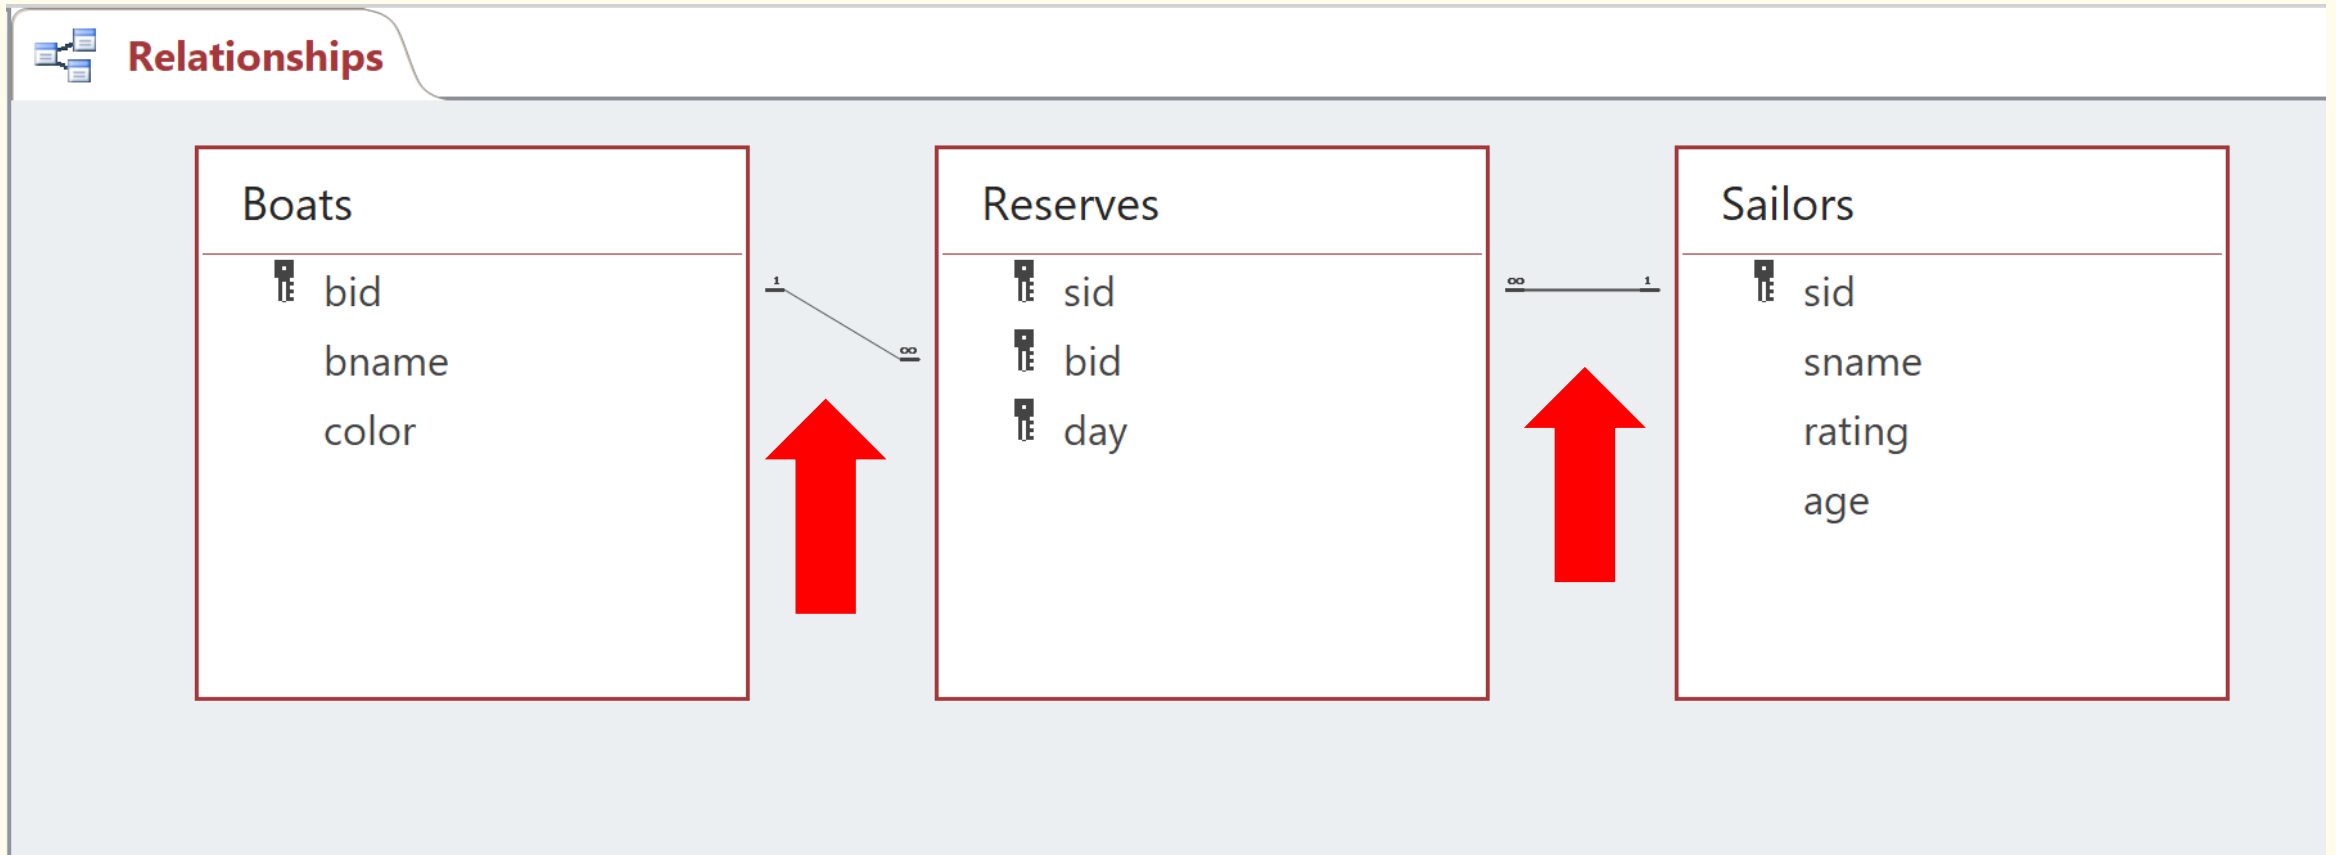 Relationships
Boats
bid
bname
color
1
∞
Reserves
sid
bid
day
∞
1
Sailors
sid
sname
rating
age